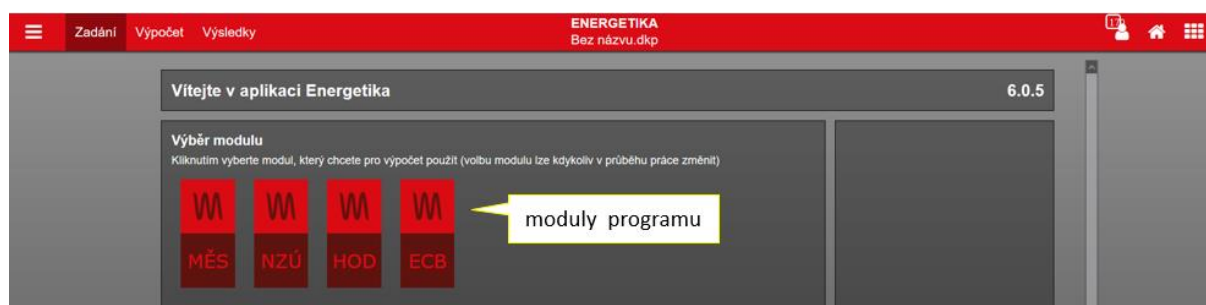 Zadání Výpočet Výsledky
ENERGETIKA
Bez názvu.dkp
17
Vítejte v aplikaci Energetika 6.0.5
Výběr modulu
Kliknutím vyberte modul, který chcete pro výpočet použít (volbu modulu lze kdykoliv v průběhu práce změnit)
MĚS NZÚ HOD ECB
moduly programu